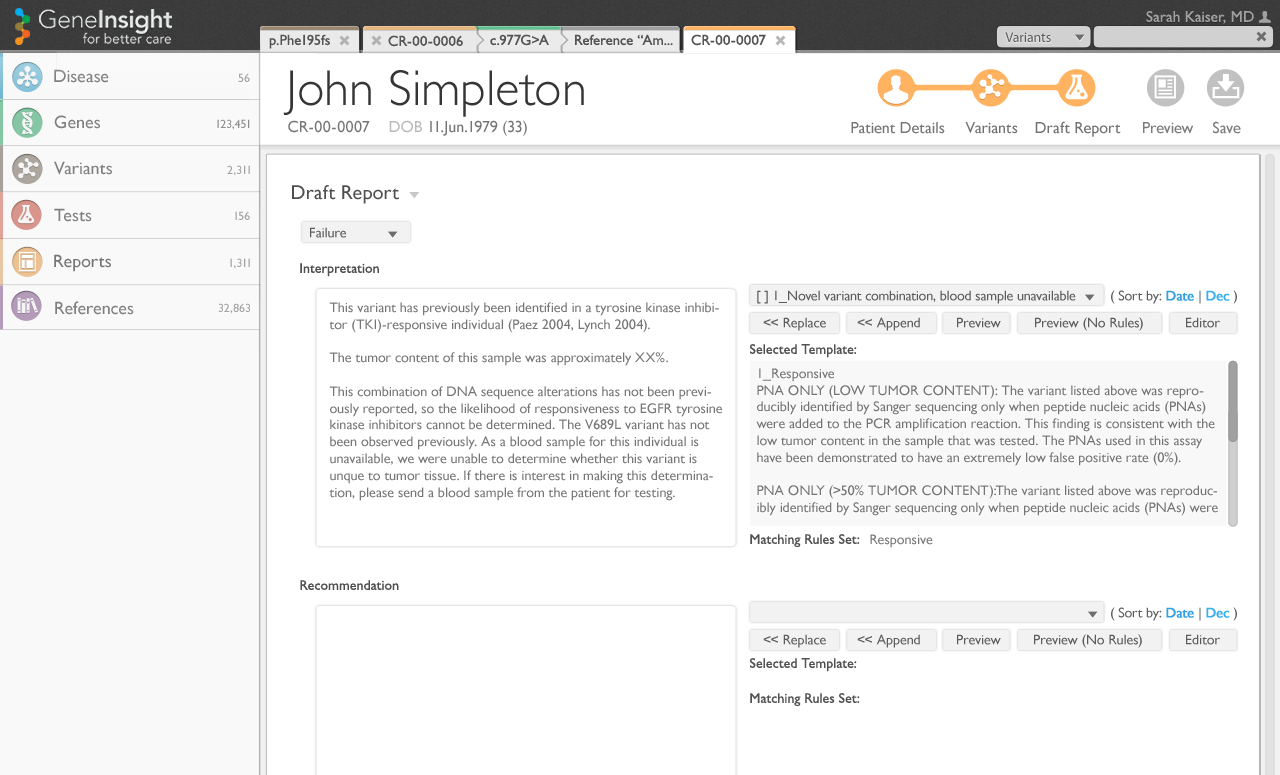 GeneInsight
for better care
Sarah Kaiser, MD
p.Phe195fs
CR-00-0006
c.977G>A
Reference “Am...
CR-00-0007
Variants
Disease 56
Genes 123,451
Variants 2,311
Tests 156
Reports 1,311
References 32,863
John Simpleton
CR-00-0007 DOB 11.Jun.1979 (33)
Patient Details
Variants
Draft Report
Preview
Save
Draft Report
Failure
Interpretation
This variant has previously been identified in a tyrosine kinase inhibi-
tor (TKI)-responsive individual (Paez 2004, Lynch 2004).
The tumor content of this sample was approximately XX%.
This combination of DNA sequence alterations has not been previ-
ously reported, so the likelihood of responsiveness to EGFR tyrosine
kinase inhibitors cannot be determined. The V689L variant has not
been observed previously. As a blood sample for this individual is
unavailable, we were unable to determine whether this variant is
unque to tumor tissue. If there is interest in making this determina-
tion, please send a blood sample from the patient for testing.
[ ] 1_Novel variant combination, blood sample unavailable
( Sort by: Date | Dec )
<< Replace
<< Append
Preview
Preview (No Rules)
Editor
Selected Template:
1_Responsive
PNA ONLY (LOW TUMOR CONTENT): The variant listed above was repro-
ducibly identified by Sanger sequencing only when peptide nucleic acids (PNAs)
were added to the PCR amplification reaction. This finding is consistent with the
low tumor content in the sample that was tested. The PNAs used in this assay
have been demonstrated to have an extremely low false positive rate (0%).
PNA ONLY (>50% TUMOR CONTENT):The variant listed above was reproduc-
ibly identified by Sanger sequencing only when peptide nucleic acids (PNAs) were
Matching Rules Set: Responsive
Recommendation
( Sort by: Date | Dec )
<< Replace
<< Append
Preview
Preview (No Rules)
Editor
Selected Template:
Matching Rules Set: